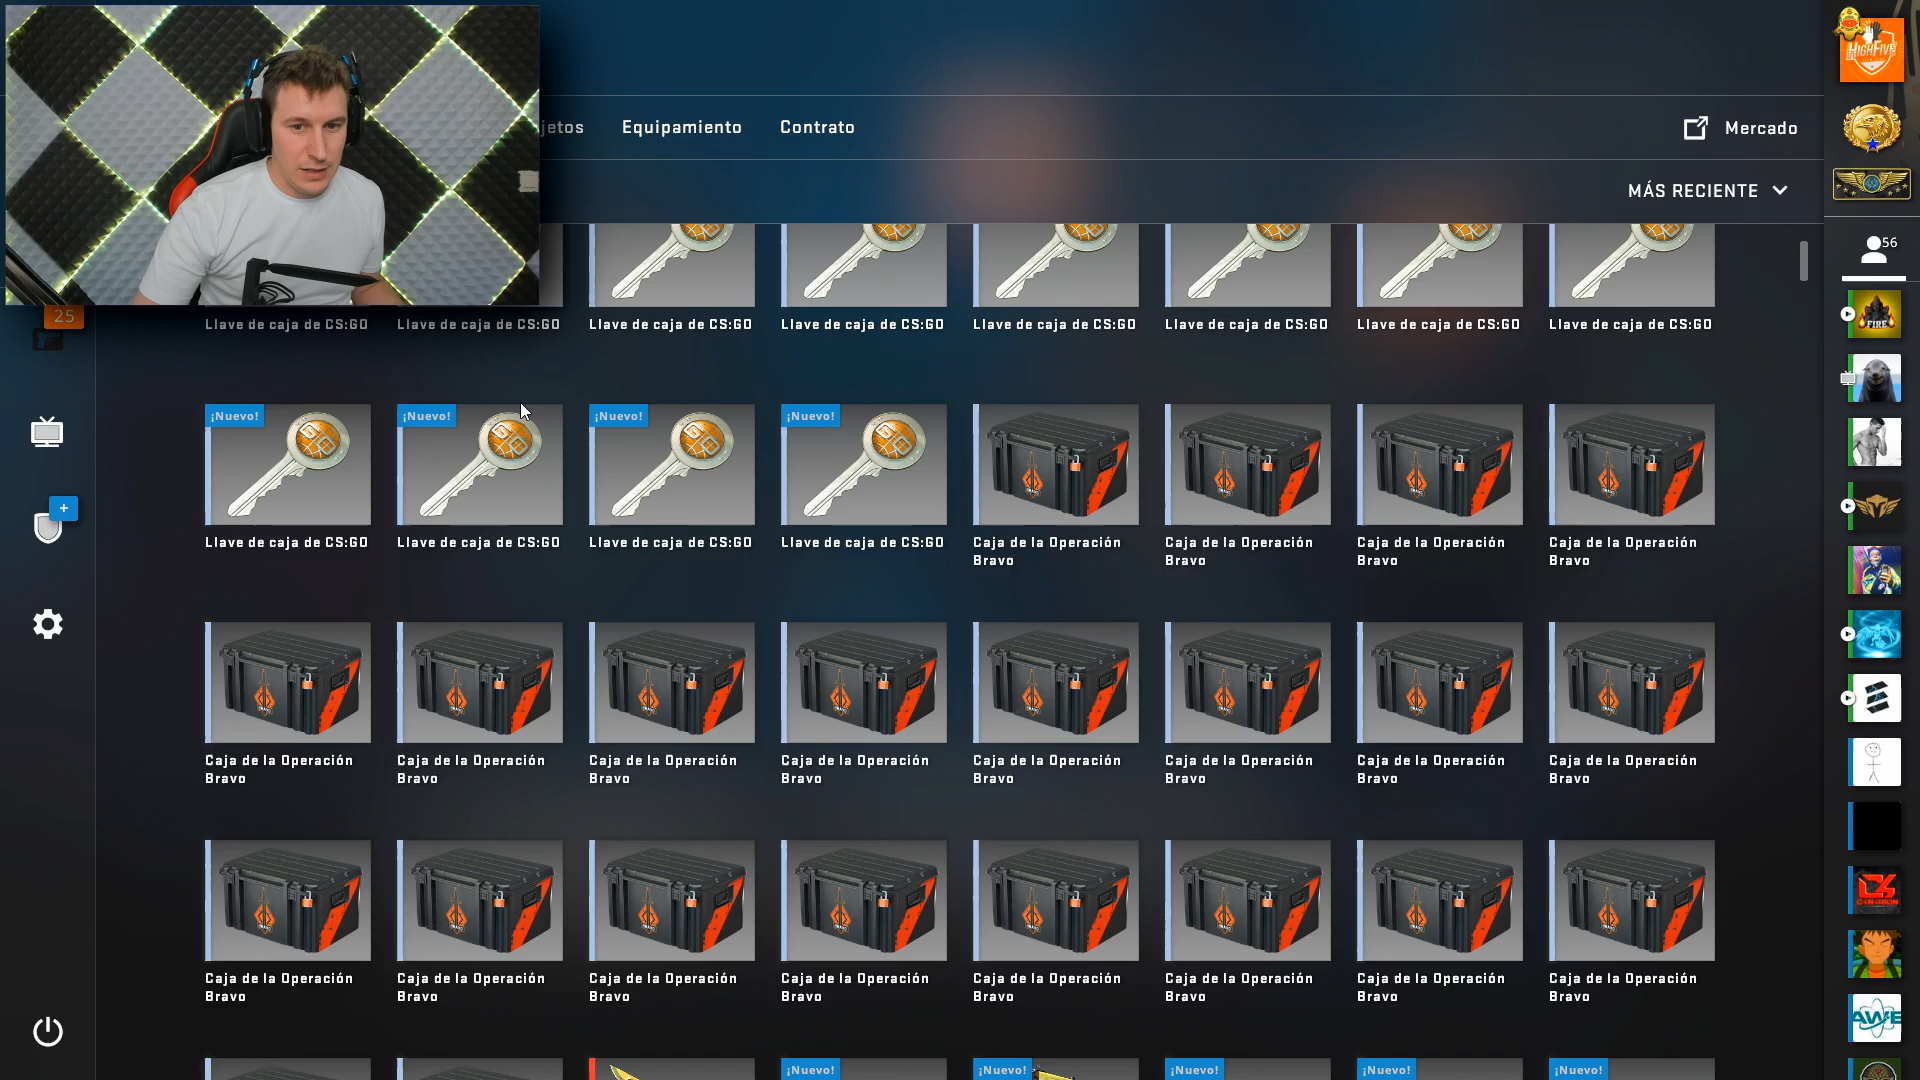 HIGHFIVE
jetos Equipamiento Contrato Mercado
MÁS RECIENTE
56
25
Llave de caja de CS:GO Llave de caja de CS:GO Llave de caja de CS:GO Llave de caja de CS:GO Llave de caja de CS:GO Llave de caja de CS:GO Llave de caja de CS:GO Llave de caja de CS:GO
FIRE
¡Nuevo! ¡Nuevo! ¡Nuevo! ¡Nuevo!
Llave de caja de CS:GO Llave de caja de CS:GO Llave de caja de CS:GO Llave de caja de CS:GO Caja de la Operación Caja de la Operación Caja de la Operación Caja de la Operación
Bravo Bravo Bravo Bravo
Caja de la Operación Caja de la Operación Caja de la Operación Caja de la Operación Caja de la Operación Caja de la Operación Caja de la Operación Caja de la Operación
Bravo Bravo Bravo Bravo Bravo Bravo Bravo Bravo
Caja de la Operación Caja de la Operación Caja de la Operación Caja de la Operación Caja de la Operación Caja de la Operación Caja de la Operación Caja de la Operación
Bravo Bravo Bravo Bravo Bravo Bravo Bravo Bravo
AWE
¡Nuevo! ¡Nuevo! ¡Nuevo! ¡Nuevo! ¡Nuevo!